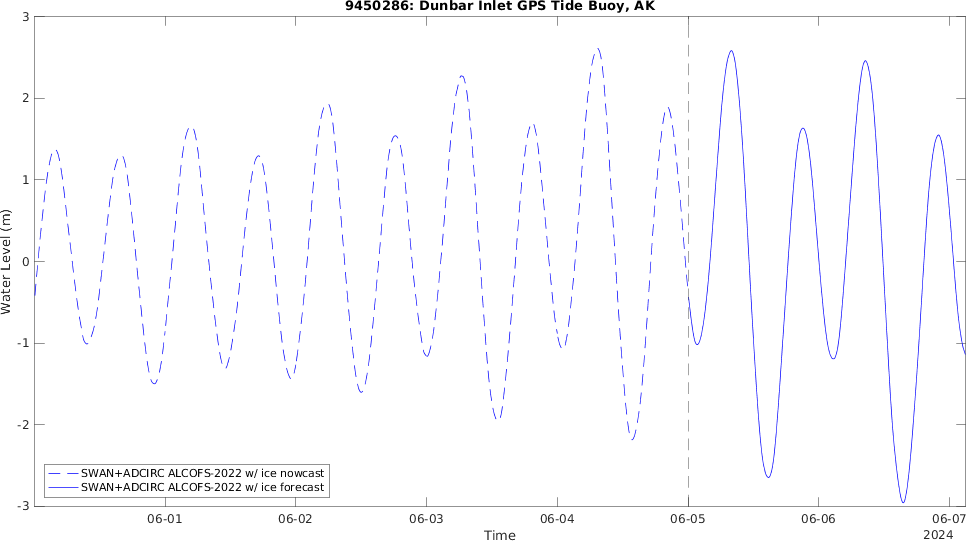 9450286: Dunbar Inlet GPS Tide Buoy, AK
3
2
1
0
-1
-2
-3
Water Level (m)
SWAN+ADCIRC ALCOFS-2022 w/ ice nowcast
SWAN+ADCIRC ALCOFS-2022 w/ ice forecast
06-01 06-02 06-03 06-04 06-05 06-06 06-07
Time
2024